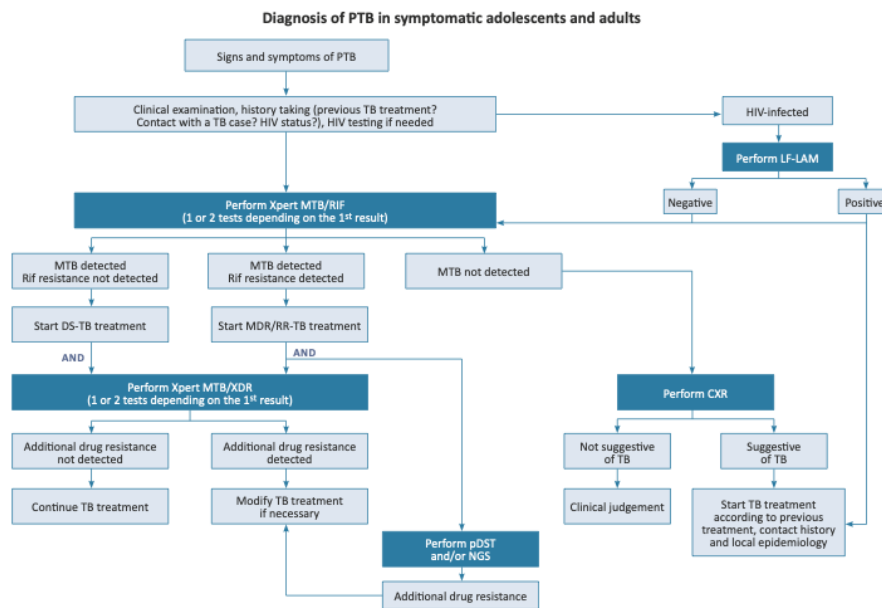 Diagnosis of PTB in symptomatic adolescents and adults
Signs and symptoms of PTB
Clinical examination, history taking (previous TB treatment?
Contact with a TB case? HIV status?), HIV testing if needed
HIV-infected
Perform LF-LAM
Negative
Positive
Perform Xpert MTB/RIF
(1 or 2 tests depending on the 1st result)
MTB detected
Rif resistance not detected
MTB detected
Rif resistance detected
MTB not detected
Start DS-TB treatment
Start MDR/RR-TB treatment
AND
AND
Perform Xpert MTB/XDR
(1 or 2 tests depending on the 1st result)
Perform CXR
Additional drug resistance
not detected
Additional drug resistance
detected
Not suggestive
of TB
Suggestive
of TB
Continue TB treatment
Modify TB treatment
if necessary
Clinical judgement
Start TB treatment
according to previous
treatment, contact history
and local epidemiology
Perform pDST
and/or NGS
Additional drug resistance